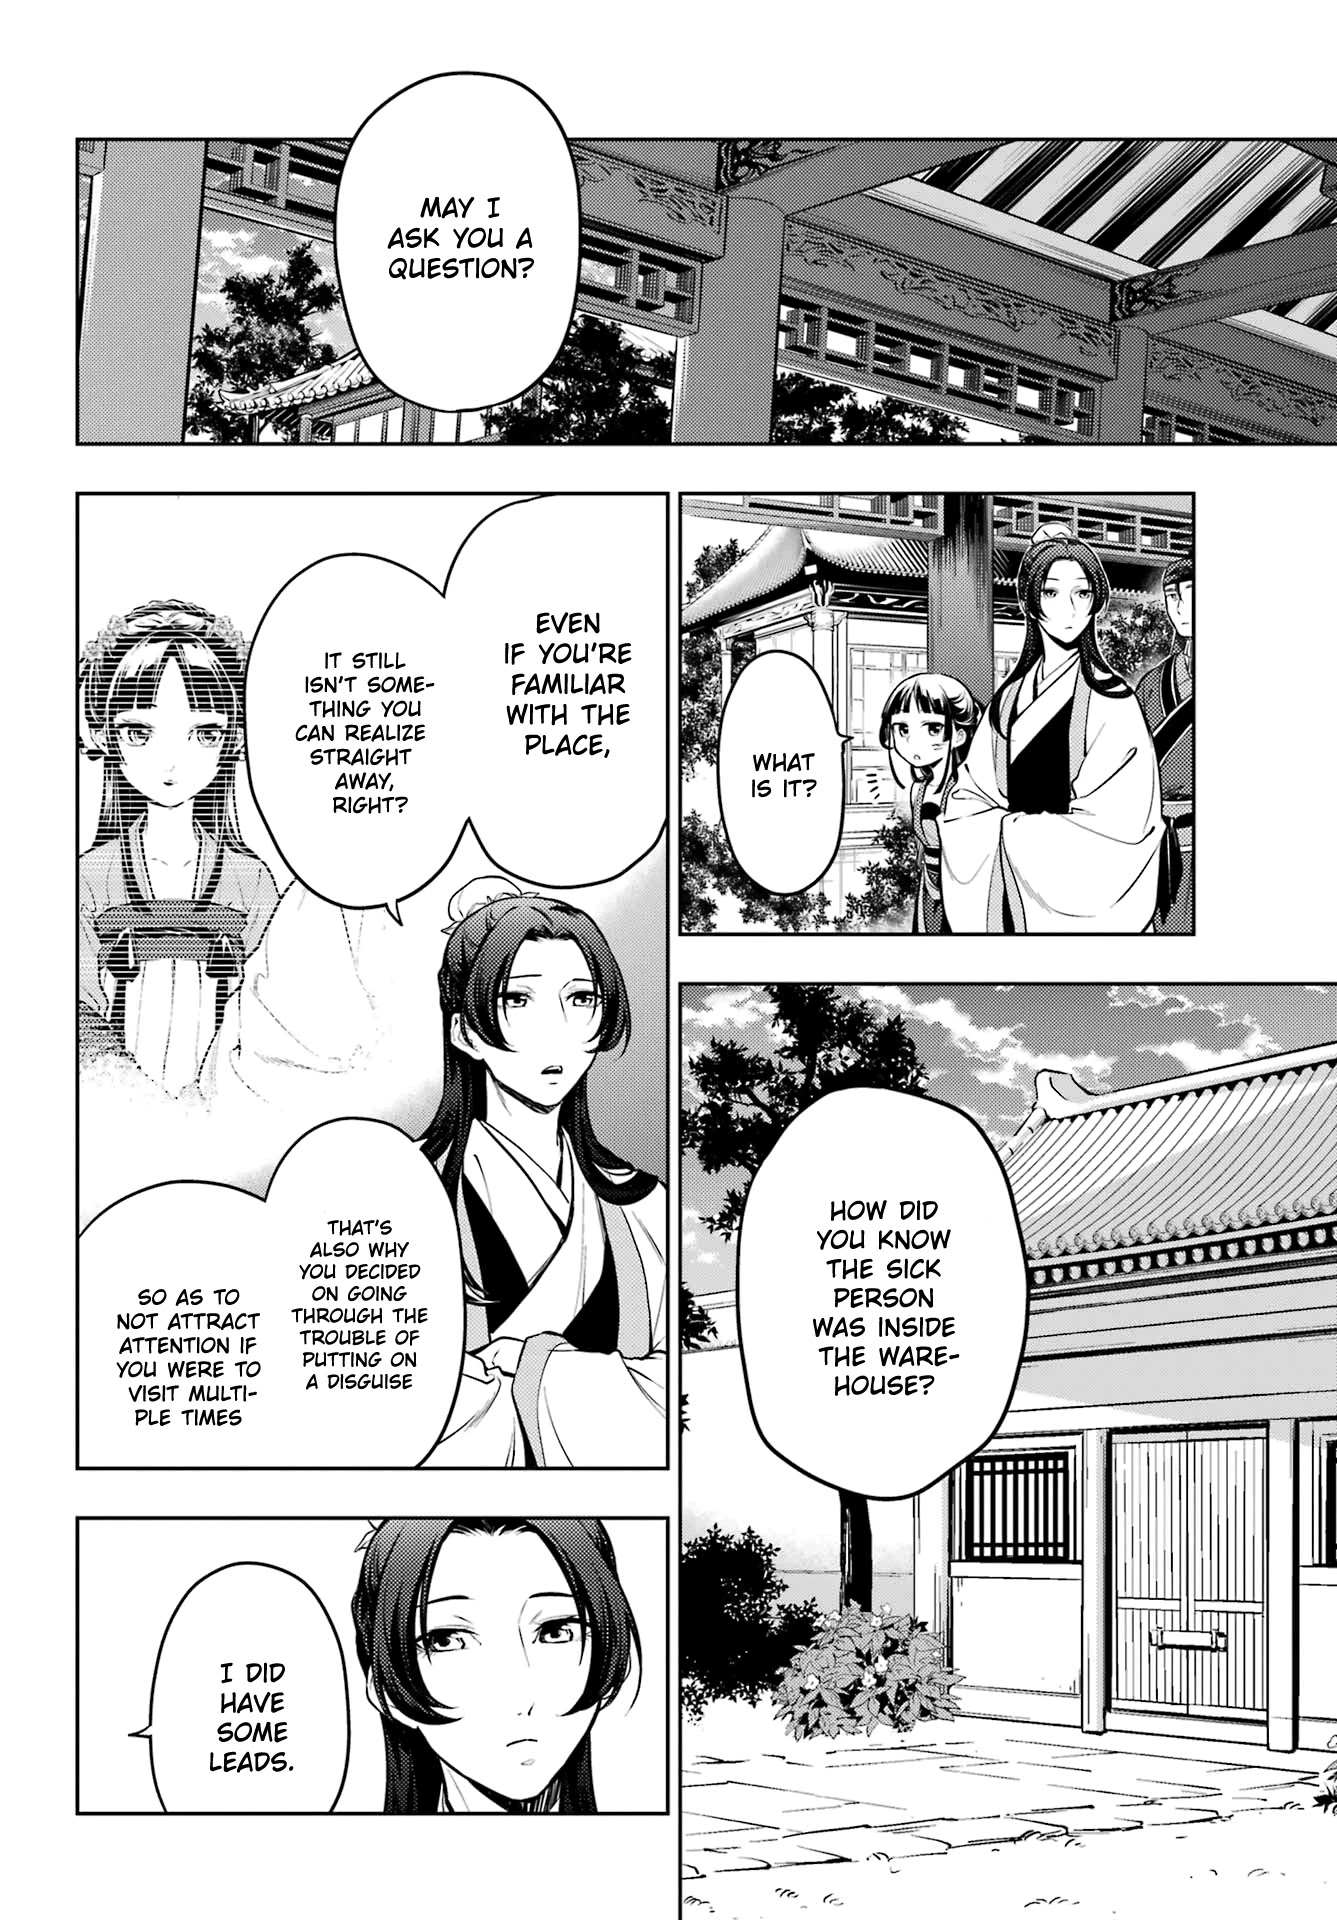 MAY I
ASK YOU A
QUESTION?
WHAT
IS IT?
HOW DID
YOU KNOW
THE SICK
PERSON
WAS INSIDE
THE WARE-
HOUSE?
EVEN
IF YOU'RE
FAMILIAR
WITH THE
PLACE,
IT STILL
ISN'T SOME-
THING YOU
CAN REALIZE
STRAIGHT
AWAY,
RIGHT?
THAT'S
ALSO WHY
YOU DECIDED
ON GOING
THROUGH THE
TROUBLE OF
PUTTING ON
A DISGUISE
SO AS TO
NOT ATTRACT
ATTENTION IF
YOU WERE TO
VISIT MULTI-
PLE TIMES
I DID
HAVE
SOME
LEADS.